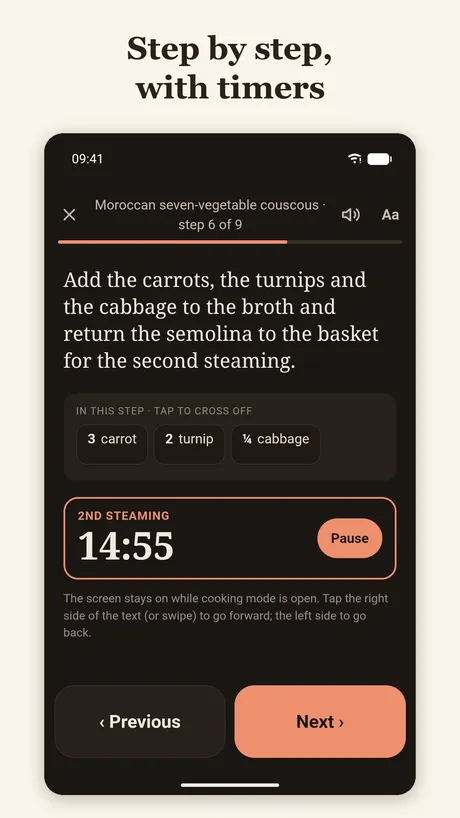 Step by step,
with timers
09:41
Moroccan seven-vegetable couscous ·
step 6 of 9
Aa
Add the carrots, the turnips and
the cabbage to the broth and
return the semolina to the basket
for the second steaming.
IN THIS STEP · TAP TO CROSS OFF
3 carrot
2 turnip
¼ cabbage
2ND STEAMING
14:55
Pause
The screen stays on while cooking mode is open. Tap the right
side of the text (or swipe) to go forward; the left side to go
back.
‹ Previous
Next ›